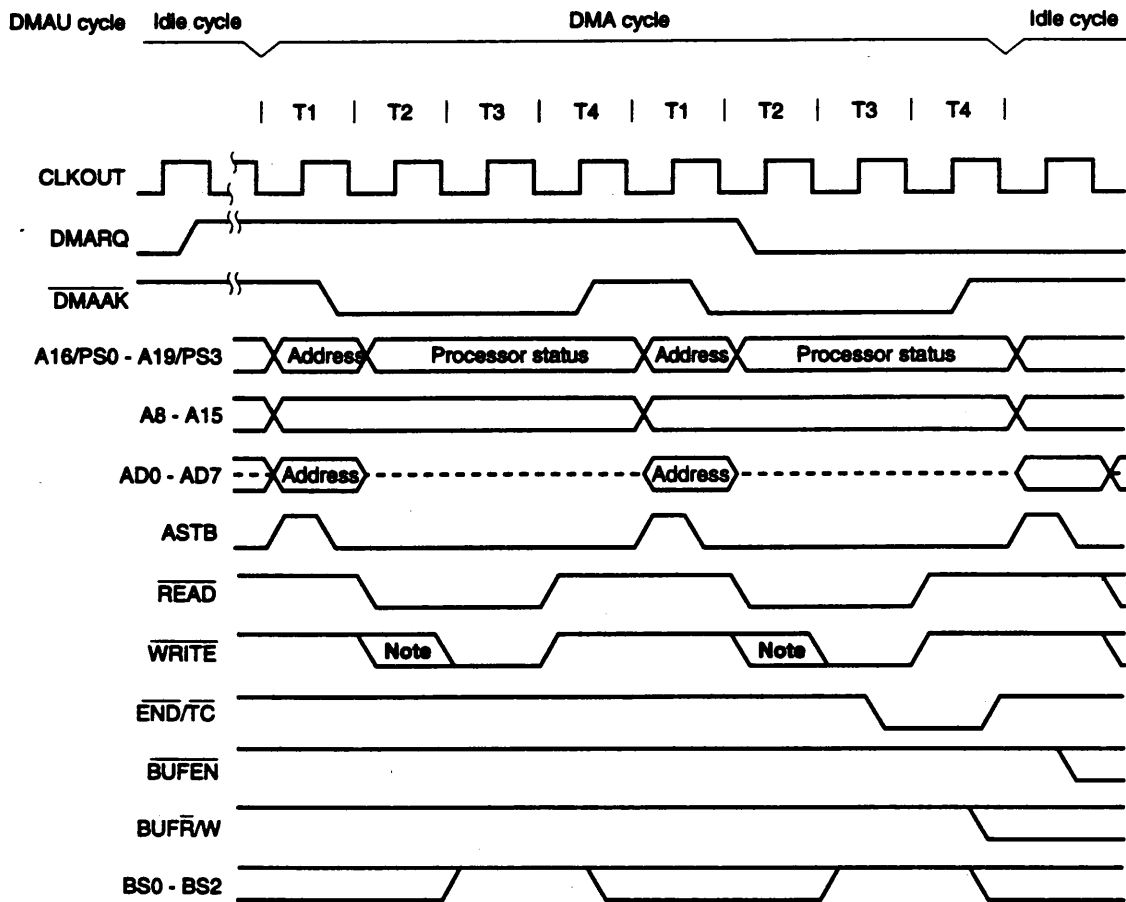 DMAU cycle Idle cycle DMA cycle Idle cycle
| T1 | T2 | T3 | T4 | T1 | T2 | T3 | T4 |
CLKOUT
DMARQ
DMAAK
A16/PS0 - A19/PS3 Address Processor status Address Processor status
A8 - A15
AD0 - AD7 Address Address
ASTB
READ
WRITE Note Note
END/TC
BUFEN
BUFR/W
BS0 - BS2